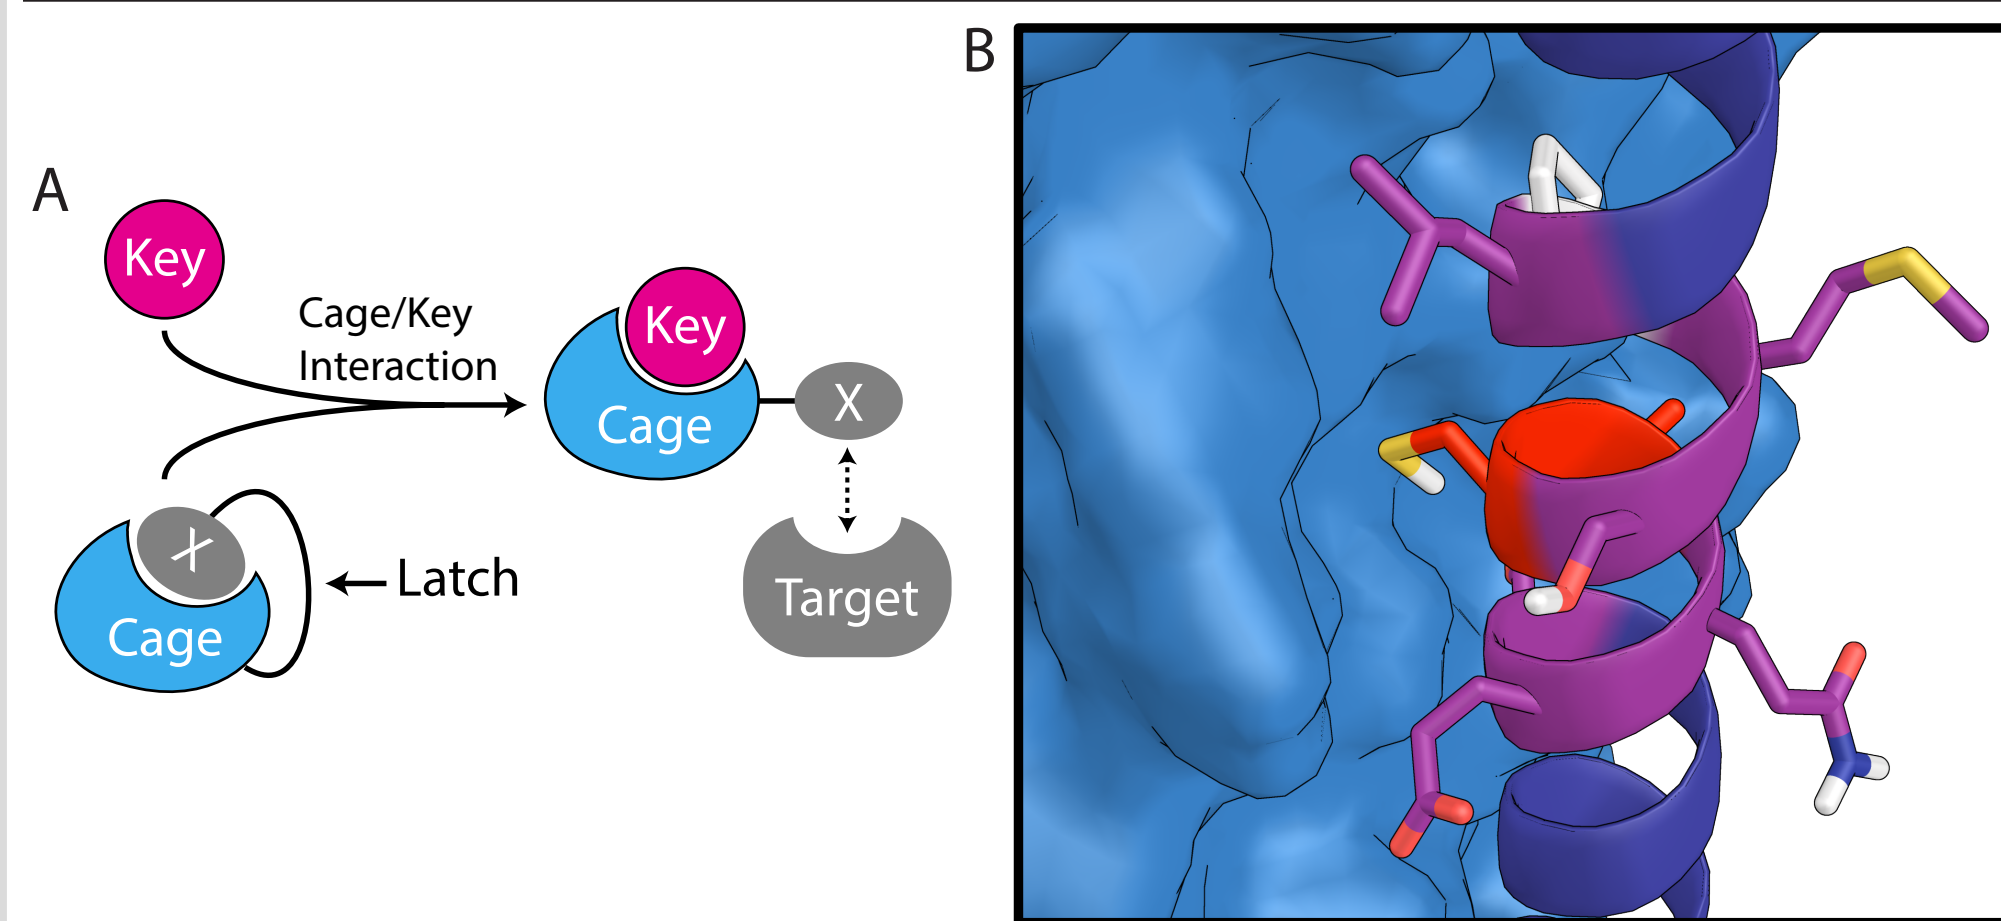 A
Key
Cage/Key
Interaction
Key
Cage
X
X
Cage
Latch
Target
B